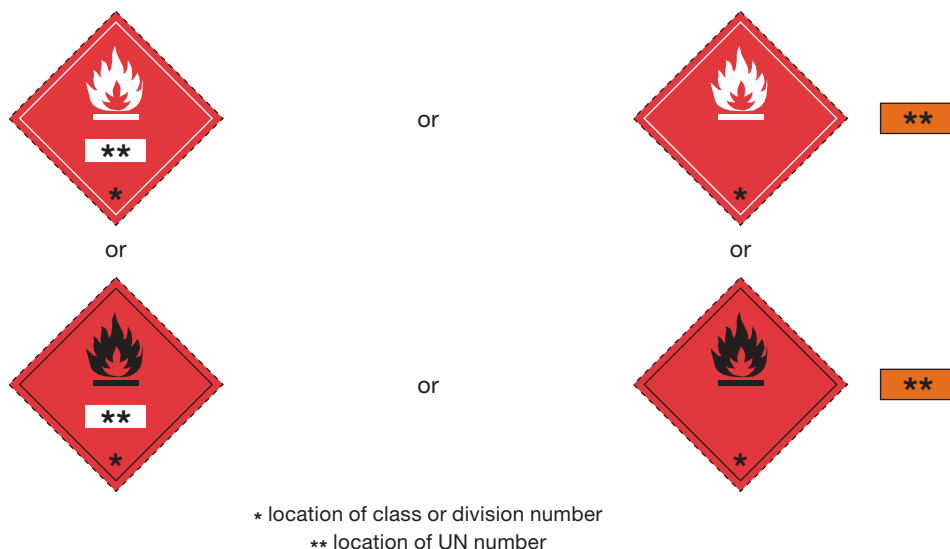 ** or **
*
*
or or
** or **
*
*
* location of class or division number
** location of UN number